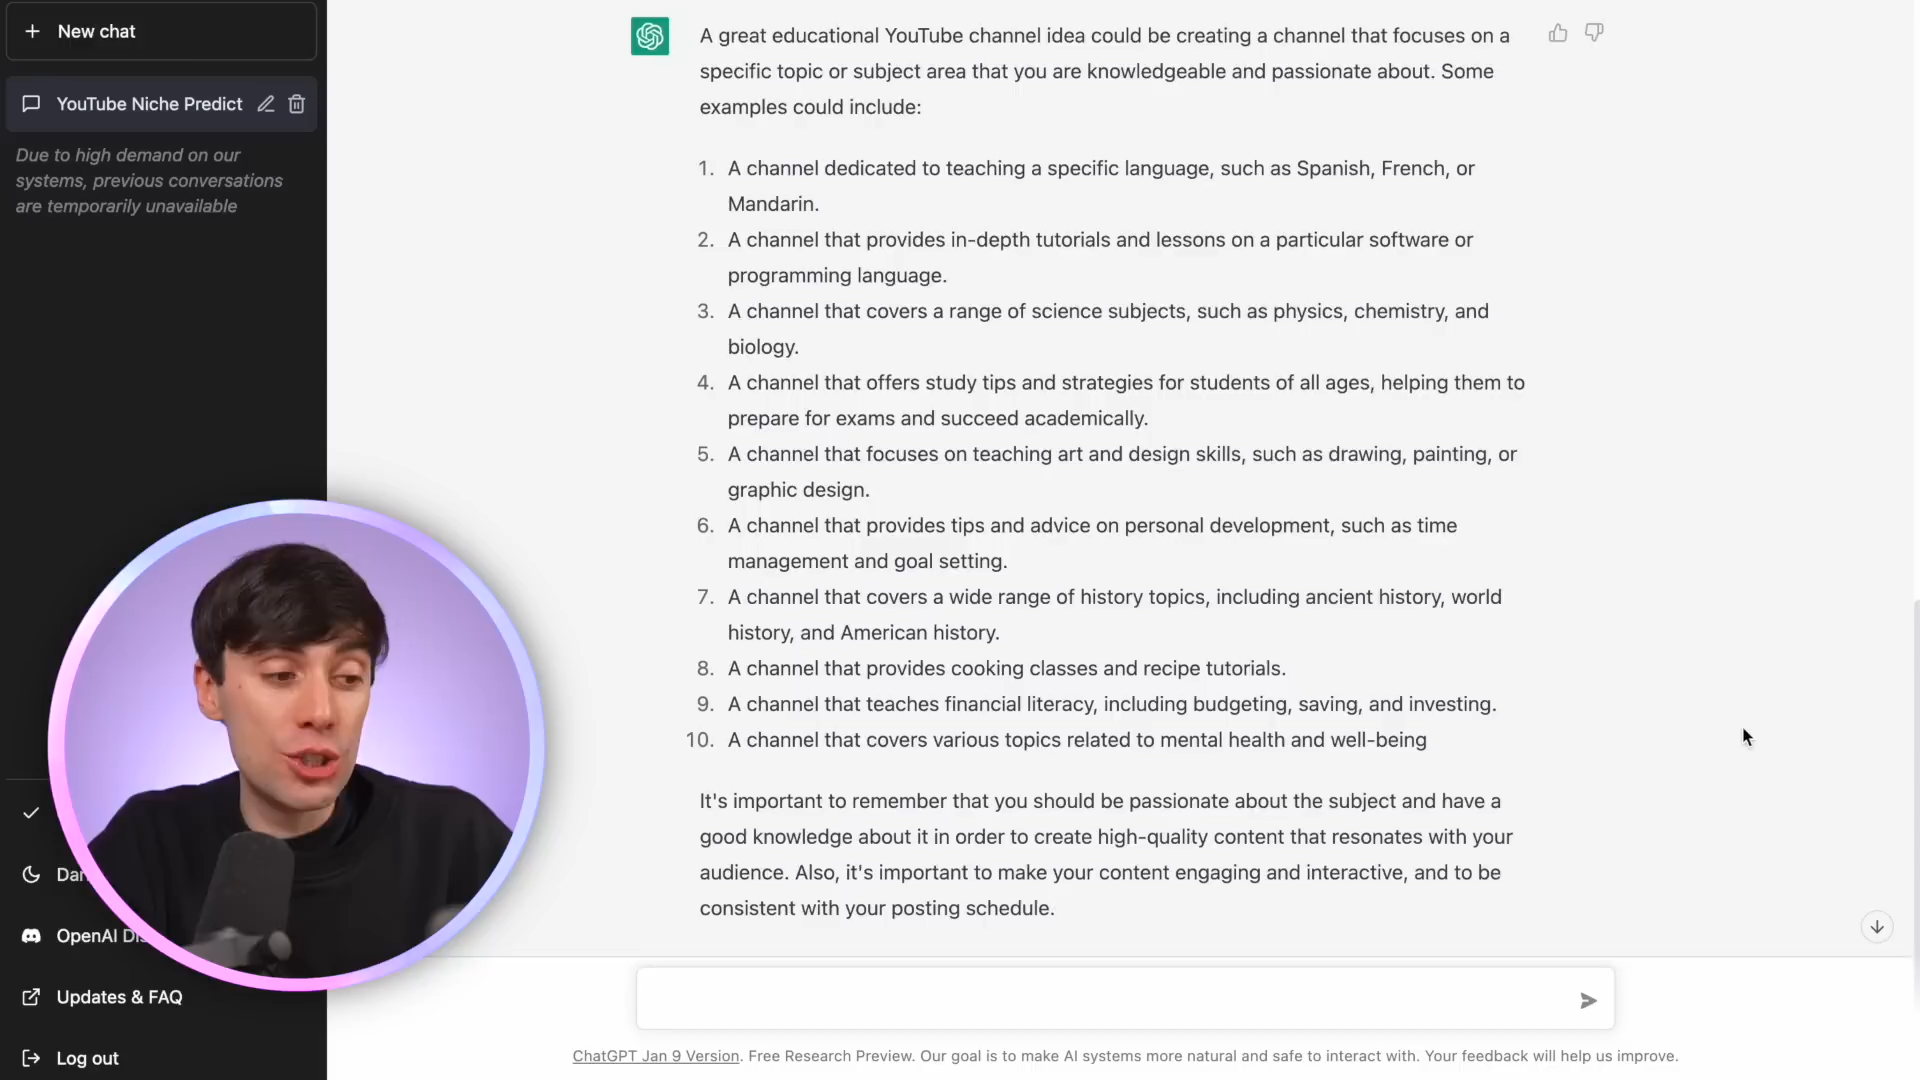 New chat
YouTube Niche Predict
Due to high demand on our
systems, previous conversations
are temporarily unavailable
OpenAI
Updates & FAQ
Log out
A great educational YouTube channel idea could be creating a channel that focuses on a
specific topic or subject area that you are knowledgeable and passionate about. Some
examples could include:
1. A channel dedicated to teaching a specific language, such as Spanish, French, or
Mandarin.
2. A channel that provides in-depth tutorials and lessons on a particular software or
programming language.
3. A channel that covers a range of science subjects, such as physics, chemistry, and
biology.
4. A channel that offers study tips and strategies for students of all ages, helping them to
prepare for exams and succeed academically.
5. A channel that focuses on teaching art and design skills, such as drawing, painting, or
graphic design.
6. A channel that provides tips and advice on personal development, such as time
management and goal setting.
7. A channel that covers a wide range of history topics, including ancient history, world
history, and American history.
8. A channel that provides cooking classes and recipe tutorials.
9. A channel that teaches financial literacy, including budgeting, saving, and investing.
10. A channel that covers various topics related to mental health and well-being
It's important to remember that you should be passionate about the subject and have a
good knowledge about it in order to create high-quality content that resonates with your
audience. Also, it's important to make your content engaging and interactive, and to be
consistent with your posting schedule.
ChatGPT Jan 9 Version. Free Research Preview. Our goal is to make AI systems more natural and safe to interact with. Your feedback will help us improve.